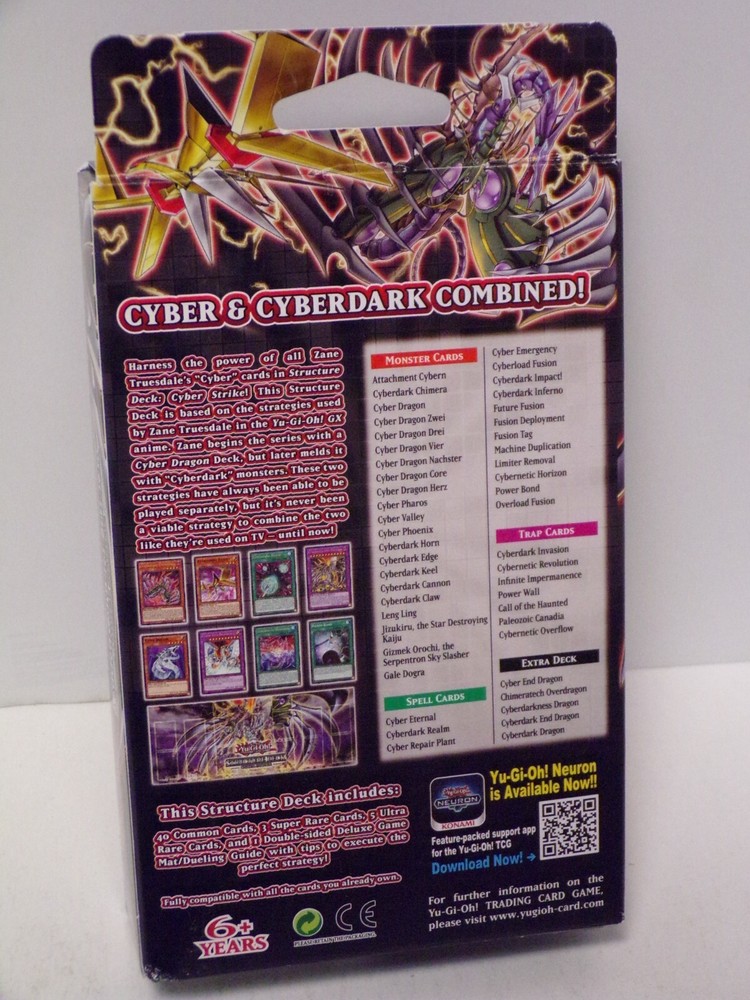 CYBER & CYBERDARK COMBINED!
Harness the power of all Zane
Truesdale's "Cyber" cards in Structure
Deck: Cyber Strike! This Structure
Deck is based on the strategies used
by Zane Truesdale in the Yu-Gi-Oh! GX
anime. Zane begins the series with a
Cyber Dragon Deck, but later melds it
with "Cyberdark" monsters. These two
strategies have always been able to be
played separately, but it's never been
a viable strategy to combine the two
like they're used on TV – until now!
MONSTER CARDS
Attachment Cybern
Cyberdark Chimera
Cyber Dragon
Cyber Dragon Zwei
Cyber Dragon Drei
Cyber Dragon Vier
Cyber Dragon Nachster
Cyber Dragon Core
Cyber Dragon Herz
Cyber Pharos
Cyber Valley
Cyber Phoenix
Cyberdark Horn
Cyberdark Edge
Cyberdark Keel
Cyberdark Cannon
Cyberdark Claw
Leng Ling
Jizukiru, the Star Destroying
Kaiju
Gizmek Orochi, the
Serpentron Sky Slasher
Gale Dogra
SPELL CARDS
Cyber Eternal
Cyberdark Realm
Cyber Repair Plant
Cyber Emergency
Cyberload Fusion
Cyberdark Impact!
Cyberdark Inferno
Future Fusion
Fusion Deployment
Fusion Tag
Machine Duplication
Limiter Removal
Cybernetic Horizon
Power Bond
Overload Fusion
TRAP CARDS
Cyberdark Invasion
Cybernetic Revolution
Infinite Impermanence
Power Wall
Call of the Haunted
Paleozoic Canadia
Cybernetic Overflow
EXTRA DECK
Cyber End Dragon
Chimeratech Overdragon
Cyberdarkness Dragon
Cyberdark End Dragon
Cyberdark Dragon
Yu-Gi-Oh!
This Structure Deck includes:
40 Common Cards, 3 Super Rare Cards, 5 Ultra
Rare Cards, and 1 Double-sided Deluxe Game
Mat/Dueling Guide with tips to execute the
perfect strategy!
Fully compatible with all the cards you already own.
NEURON
KONAMI
Yu-Gi-Oh! Neuron
is Available Now!!
Feature-packed support app
for the Yu-Gi-Oh! TCG
Download Now!
For further information on the
Yu-Gi-Oh! TRADING CARD GAME,
please visit www.yugioh-card.com
6+
YEARS
PLEASE RETAIN THE PACKAGING.
CE